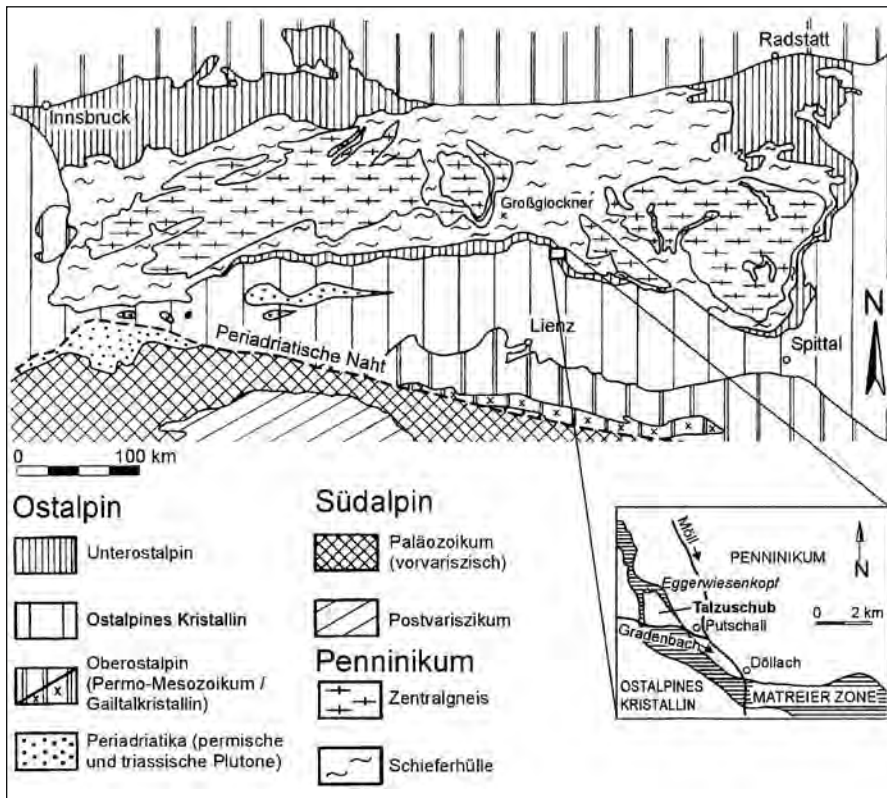 Radstatt
Innsbruck
Großglockner
N
Lienz
Spittal
Periadriatische Naht
0 100 km
Ostalpin
Unterostalpin
Ostalpines Kristallin
Oberostalpin
(Permo-Mesozoikum /
Gailtalkristallin)
Periadriatika (permische
und triassische Plutone)
Südalpin
Paläozoikum
(vorvariszisch)
Postvariszikum
Penninikum
Zentralgneis
Schieferhülle
Möll
PENNINIKUM
N
Eggerwiesenkopf
Talzuschub
0 2 km
Putschall
Gradenbach
Döllach
OSTALPINES
KRISTALLIN
MATREIER ZONE